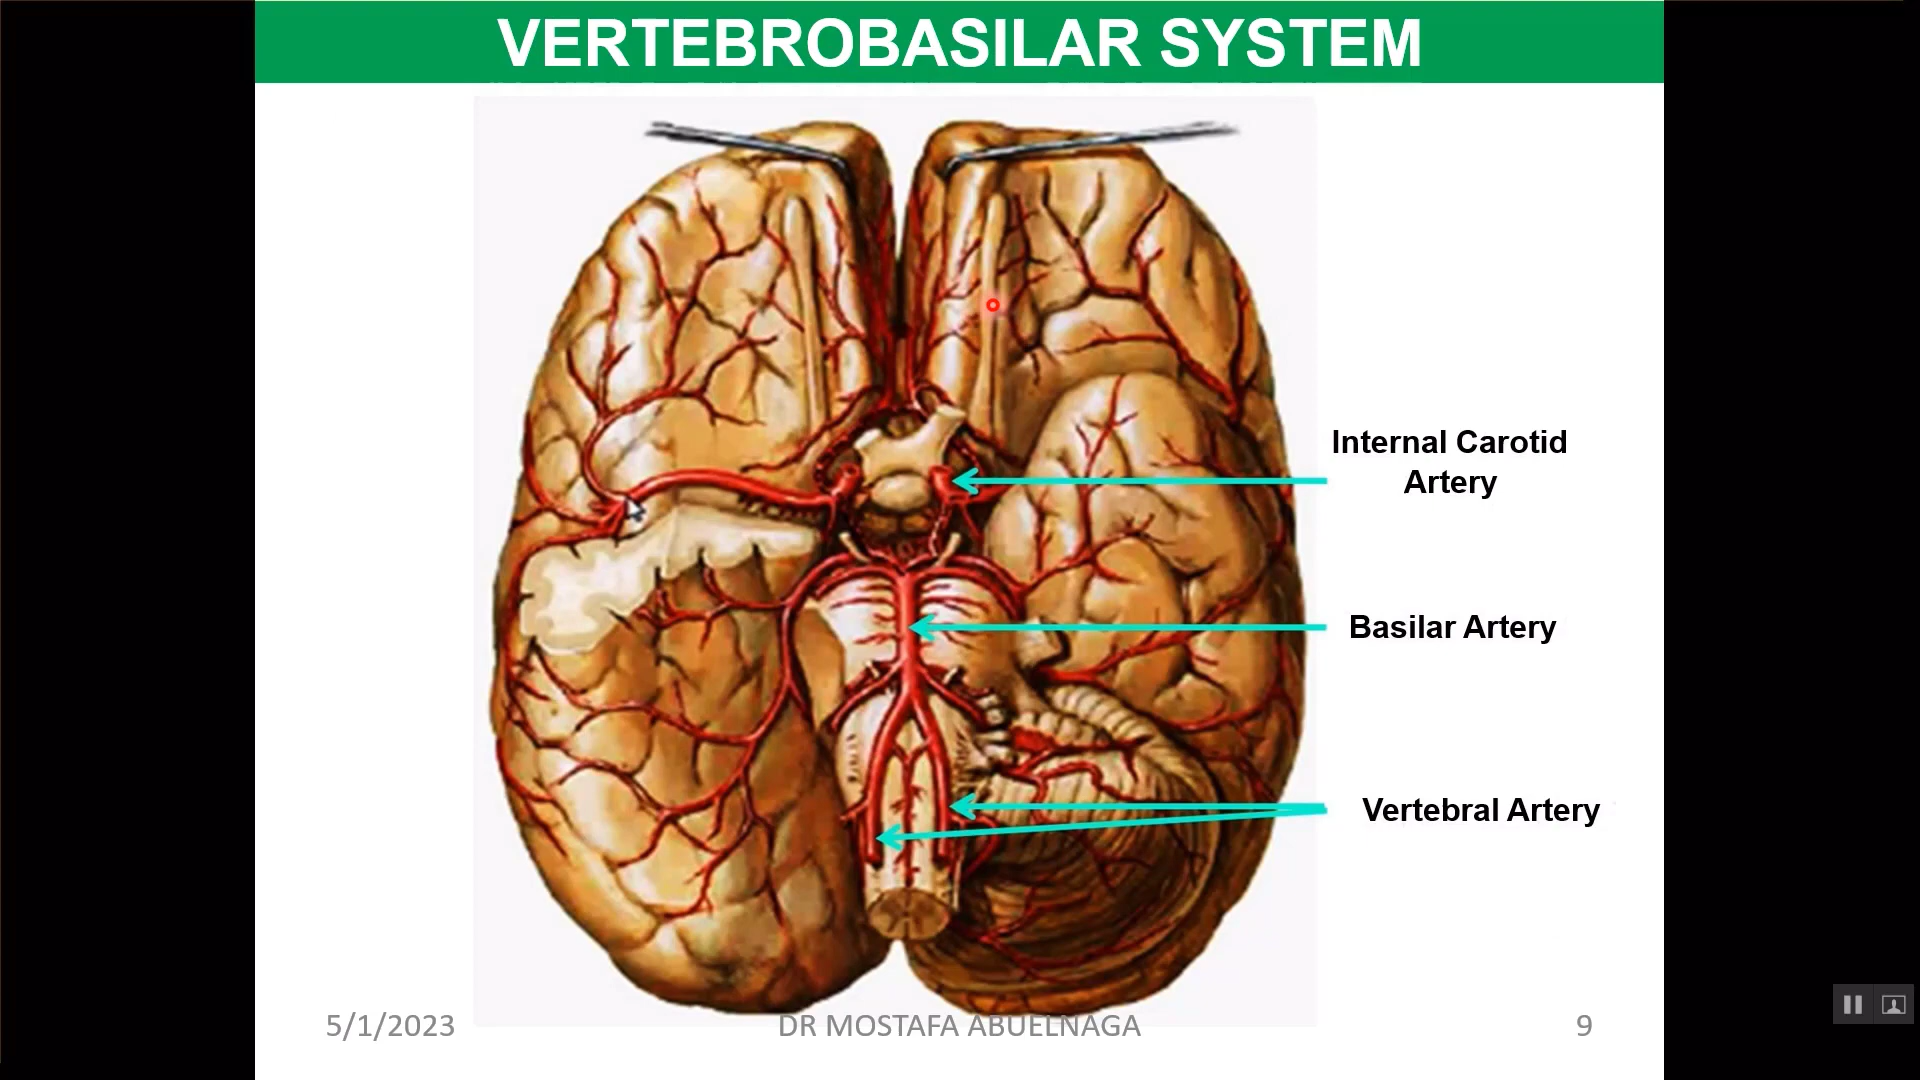 VERTEBROBASILAR SYSTEM
Internal Carotid
Artery
Basilar Artery
Vertebral Artery
5/1/2023
DR MOSTAFA ABUELNAGA
9